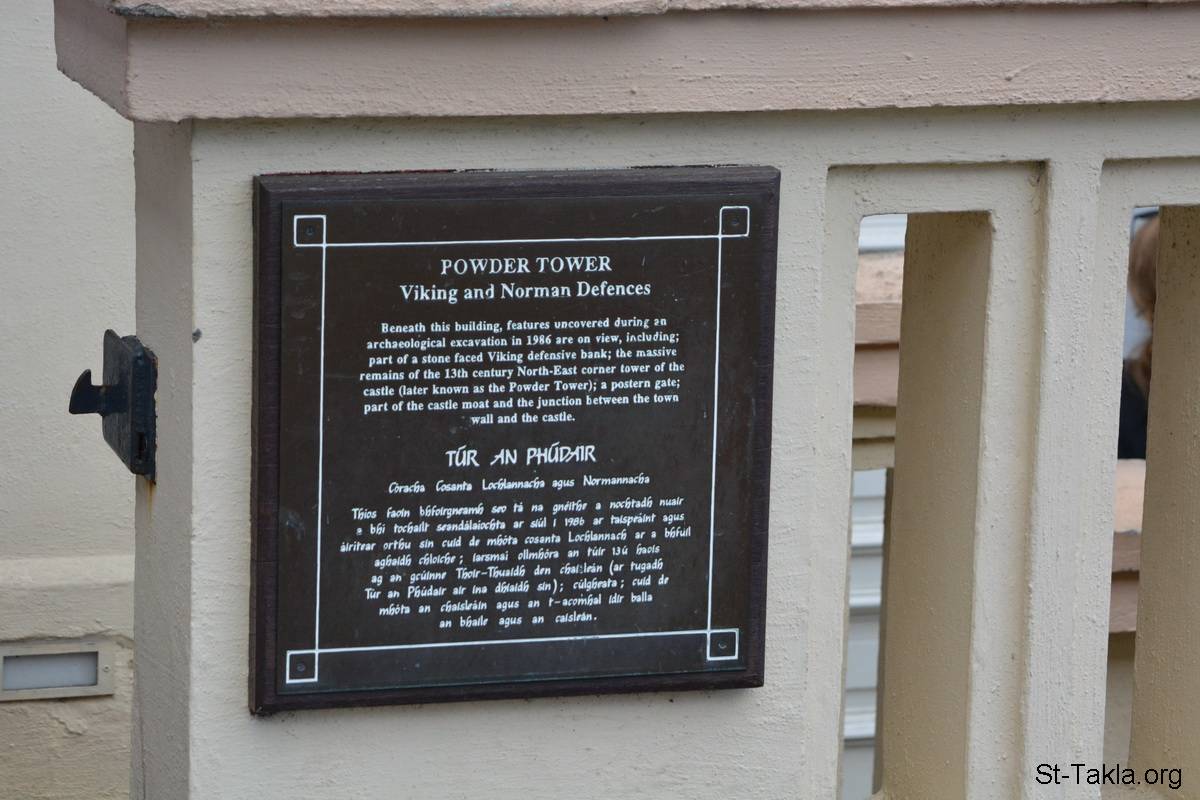 POWDER TOWER
Viking and Norman Defences
Beneath this building, features uncovered during an
archaeological excavation in 1986 are on view, including;
part of a stone faced Viking defensive bank; the massive
remains of the 13th century North-East corner tower of the
castle (later known as the Powder Tower); a postern gate;
part of the castle moat and the junction between the town
wall and the castle.
TÚR AN PHÚDAIR
Córacha Cosanta Lochlannacha agus Normannacha
Thíos faoin bhfoirgneamh seo tá na gnéithe a nochtadh nuair
a bhí tochailt seandálaíochta ar siúl i 1986 ar taispeáint agus
áirítear orthu sin cuid de mhóta cosanta Lochlannach ar a bhfuil
aghaidh chloiche; iarsmaí ollmhóra an túir 13ú haois
ag an gcúinne Thoir-Thuaidh den chaisleán (ar tugadh
Túr an Phúdair air ina dhiaidh sin); cúlgheata; cuid de
mhóta an chaisleáin agus an t-acomhal idir balla
an bhaile agus an caisleán.
St-Takla.org